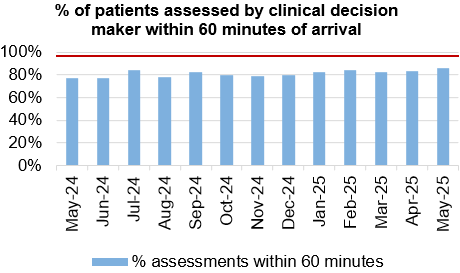 % of patients assessed by clinical decision
maker within 60 minutes of arrival
100%
80%
60%
40%
20%
0%
May-24
Jun-24
Jul-24
Aug-24
Sep-24
Oct-24
Nov-24
Dec-24
Jan-25
Feb-25
Mar-25
Apr-25
May-25
% assessments within 60 minutes